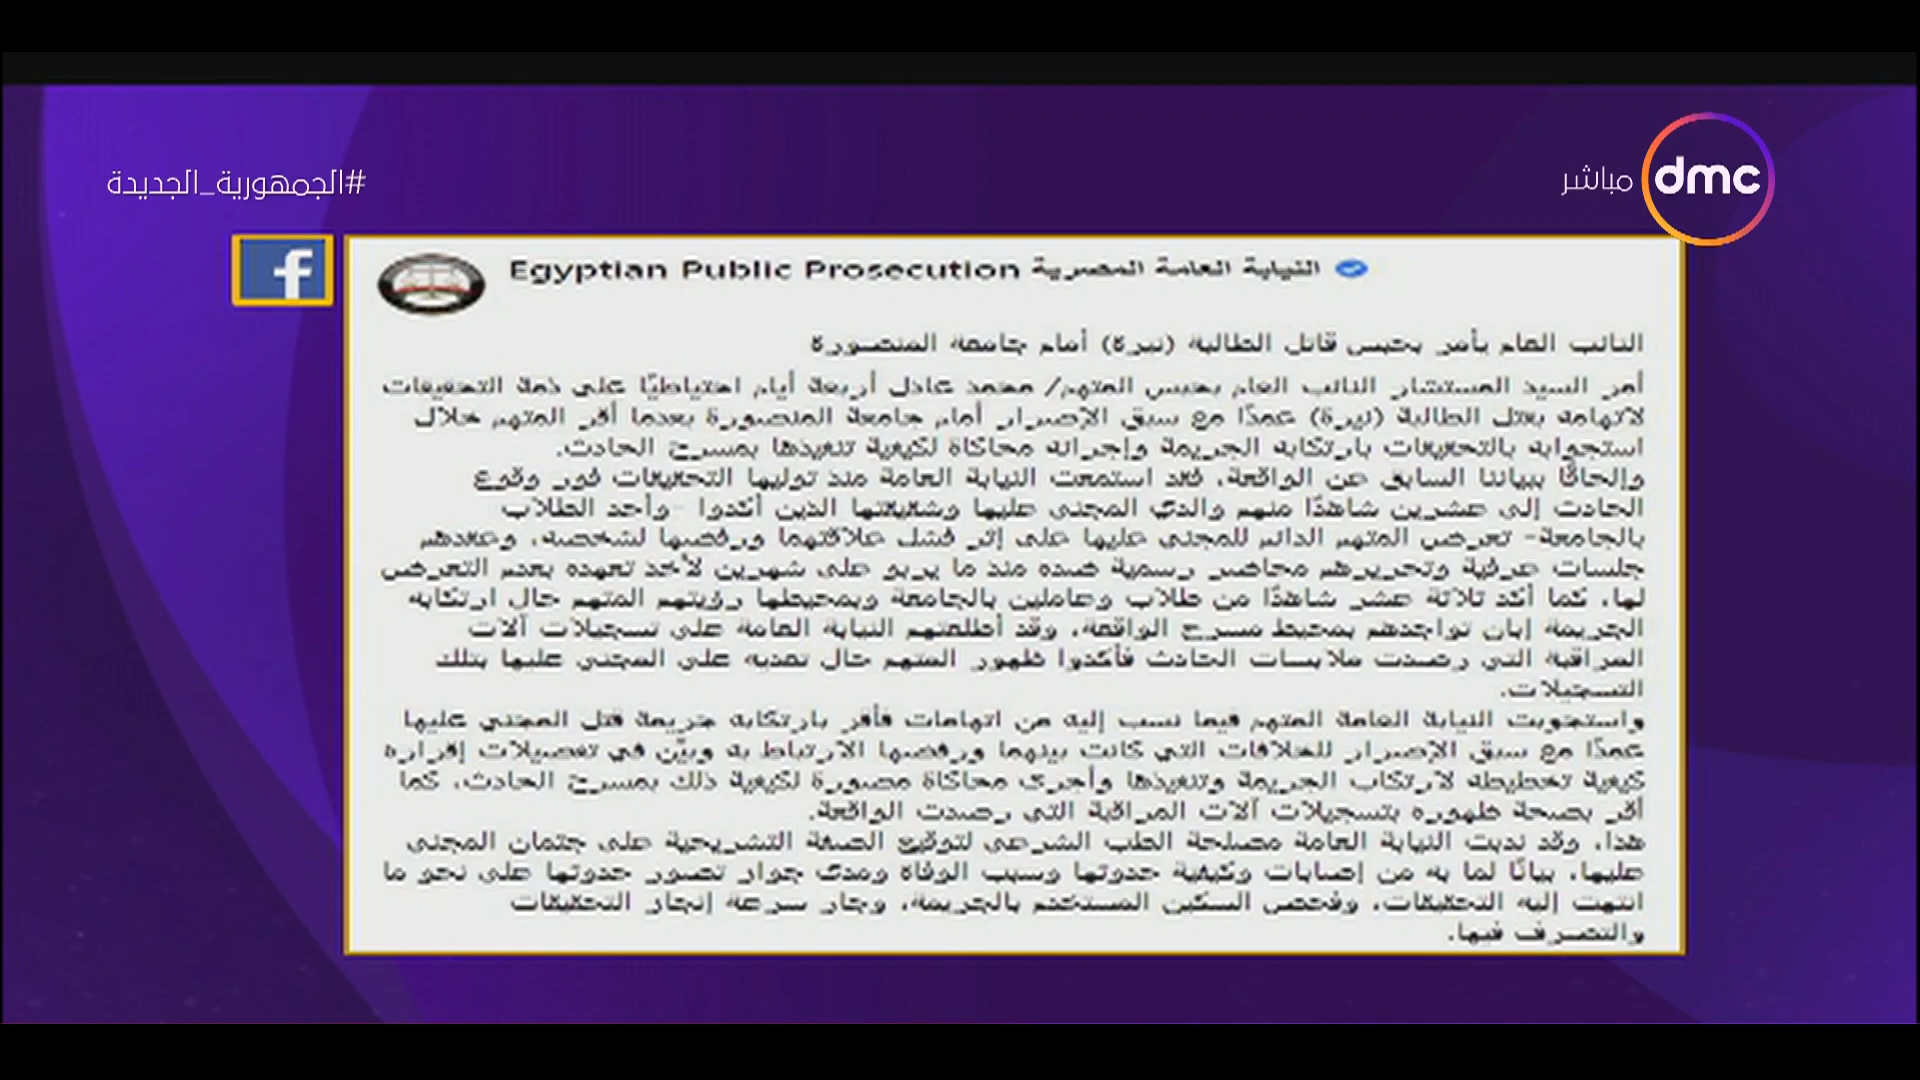 #الجمهورية_الجديدة
مباشر dmc
f
Egyptian Public Prosecution النيابة العامة المصرية
النائب العام يأمر بحبس قاتل الطالبة (نيرة) أمام جامعة المنصورة
أمر السيد المستشار النائب العام بحبس المتهم/ محمد عادل أربعة أيام احتياطيًا على ذمة التحقيقات
لاتهامه بقتل الطالبة (نيرة) عمدًا مع سبق الإصرار أمام جامعة المنصورة بعدما أقر المتهم خلال
استجوابه بالتحقيقات بارتكابه الجريمة وإجرائه محاكاة لكيفية تنفيذها بمسرح الحادث.
وإلحاقًا ببياننا السابق عن الواقعة، فقد استمعت النيابة العامة منذ توليها التحقيقات فور وقوع
الحادث إلى عشرين شاهدًا منهم والدي المجني عليها وشقيقتها الذين أكدوا -وأحد الطلاب
بالجامعة- تعرض المتهم الدائم للمجني عليها على إثر فشل علاقتهما ورفضها لشخصه، وعقدهم
جلسات عرفية وتحريرهم محاضر رسمية ضده منذ ما يربو على شهرين لأخذ تعهده بعدم التعرض
لها، كما أكد ثلاثة عشر شاهدًا من طلاب وعاملين بالجامعة وبمحيطها رؤيتهم المتهم حال ارتكابه
الجريمة إبان تواجدهم بمحيط مسرح الواقعة، وقد أطلعتهم النيابة العامة على تسجيلات آلات
المراقبة التي رصدت ملابسات الحادث فأكدوا ظهور المتهم حال تعديه على المجني عليها بتلك
التسجيلات.
واستجوبت النيابة العامة المتهم فيما نسب إليه من اتهامات فأقر بارتكابه جريمة قتل المجني عليها
عمدًا مع سبق الإصرار للخلافات التي كانت بينهما ورفضها الارتباط به وبيَّن في تفصيلات إقراره
كيفية تخطيطه لارتكاب الجريمة وتنفيذها وأجرى محاكاة مصورة لكيفية ذلك بمسرح الحادث، كما
أقر بصحة ظهوره بتسجيلات آلات المراقبة التي رصدت الواقعة.
هذا، وقد ندبت النيابة العامة مصلحة الطب الشرعي لتوقيع الصفة التشريحية على جثمان المجني
عليها، بيانًا لما به من إصابات وكيفية حدوثها وسبب الوفاة ومدى جواز تصور حدوثها على نحو ما
انتهت إليه التحقيقات، وفحص السكين المستخدم بالجريمة، وجار سرعة إنجاز التحقيقات
والتصرف فيها.